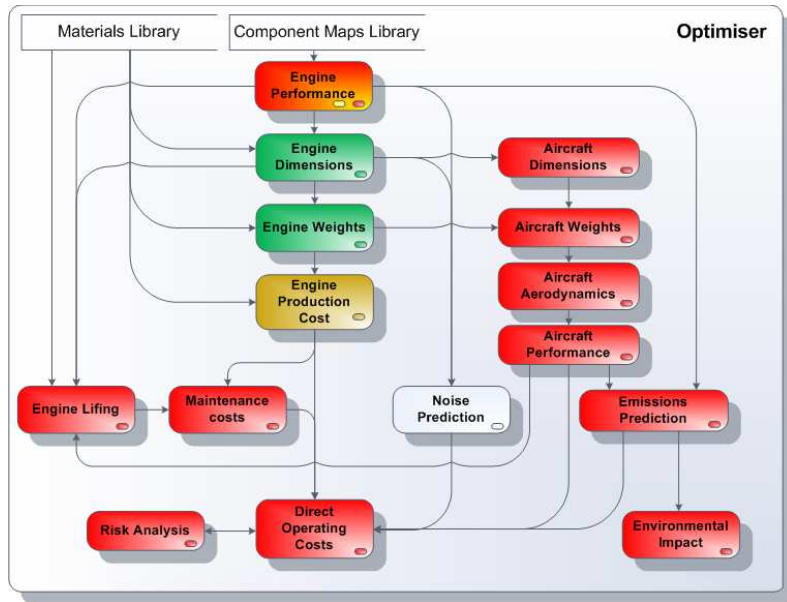 Materials Library
Component Maps Library
Optimiser
Engine
Performance
Engine
Dimensions
Aircraft
Dimensions
Engine Weights
Aircraft Weights
Engine
Production
Cost
Aircraft
Aerodynamics
Aircraft
Performance
Engine Lifing
Maintenance
costs
Noise
Prediction
Emissions
Prediction
Risk Analysis
Direct
Operating
Costs
Environmental
Impact